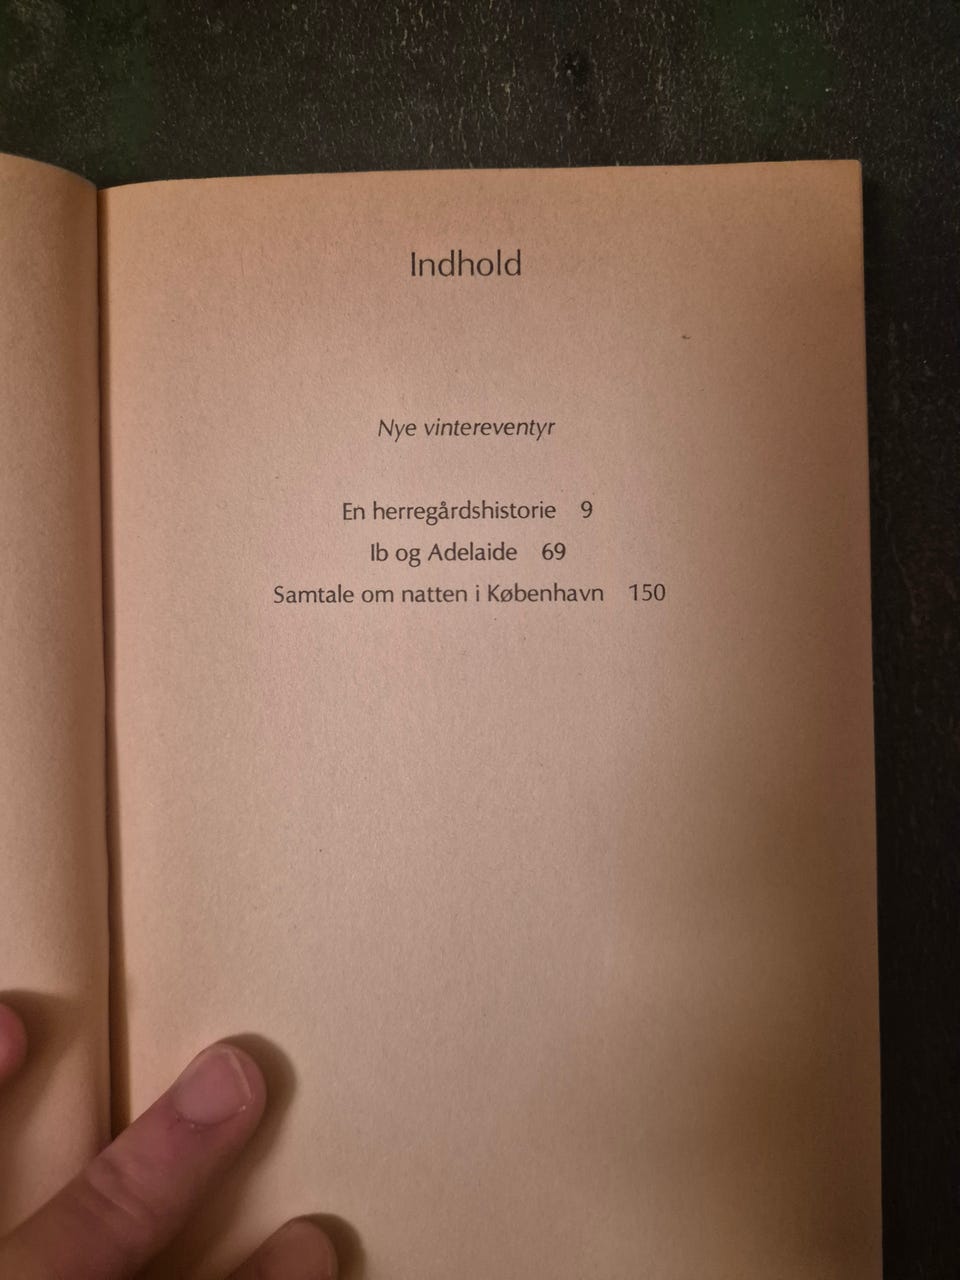 Indhold
Nye vintereventyr
En herregårdshistorie 9
Ib og Adelaide 69
Samtale om natten i København 150